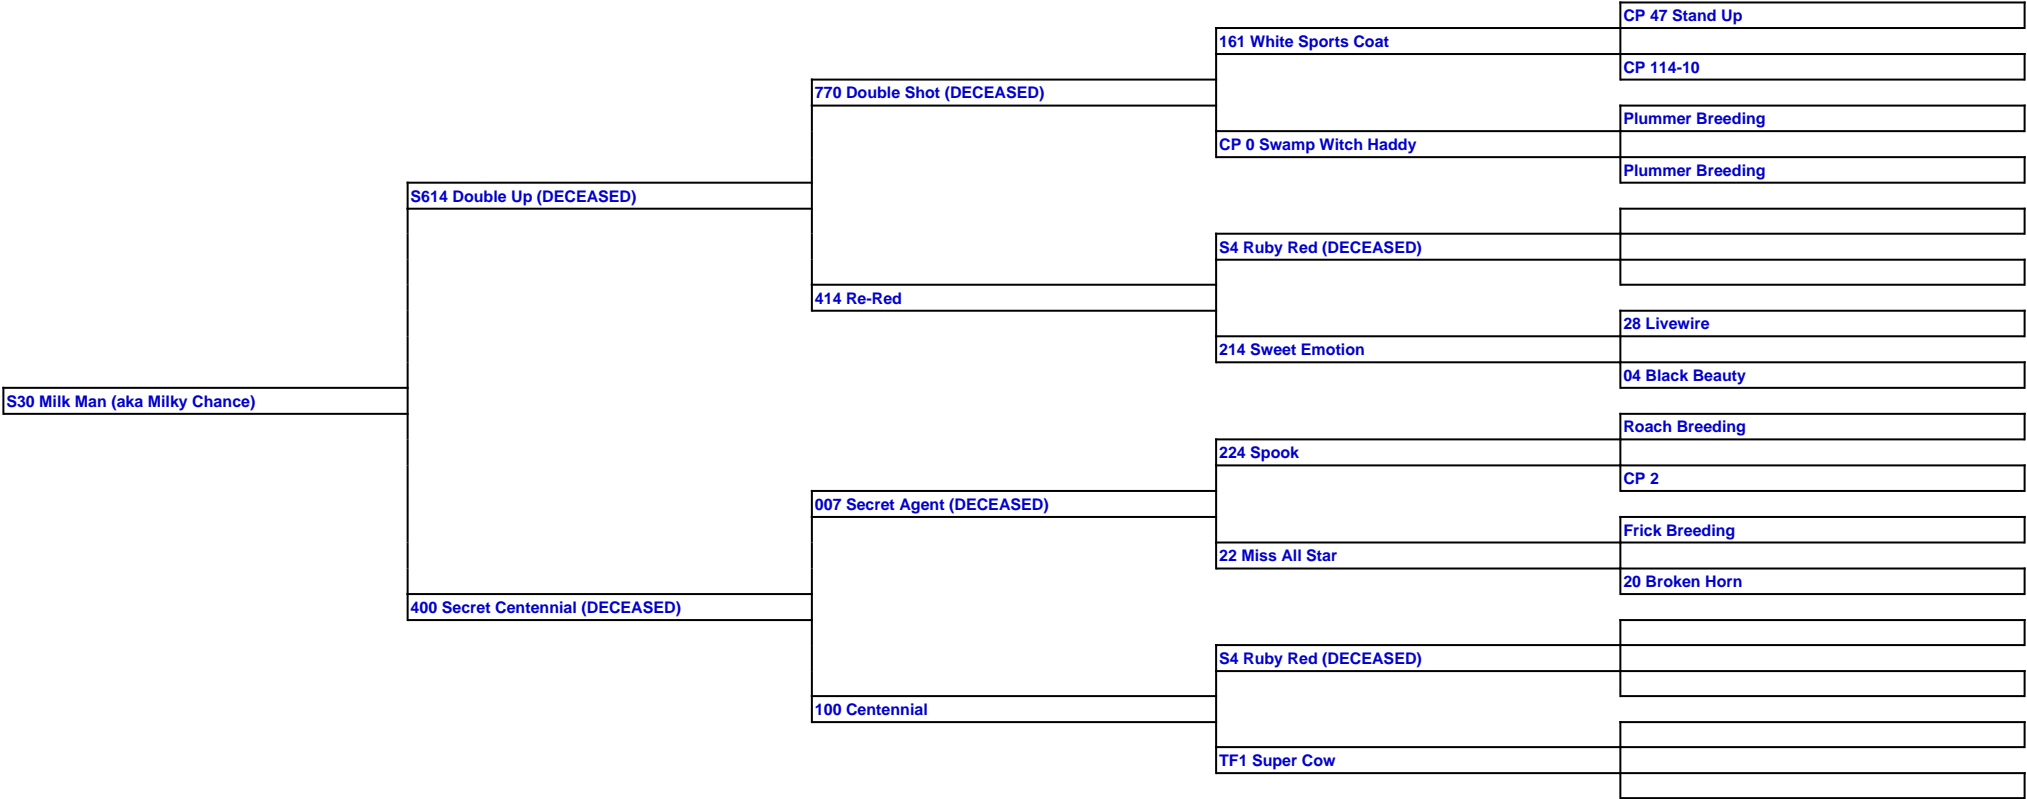 CP 47 Stand Up
161 White Sports Coat
CP 114-10
770 Double Shot (DECEASED)
Plummer Breeding
CP 0 Swamp Witch Haddy
Plummer Breeding
S614 Double Up (DECEASED)
S4 Ruby Red (DECEASED)
414 Re-Red
28 Livewire
214 Sweet Emotion
04 Black Beauty
S30 Milk Man (aka Milky Chance)
Roach Breeding
224 Spook
CP 2
007 Secret Agent (DECEASED)
Frick Breeding
22 Miss All Star
20 Broken Horn
400 Secret Centennial (DECEASED)
S4 Ruby Red (DECEASED)
100 Centennial
TF1 Super Cow